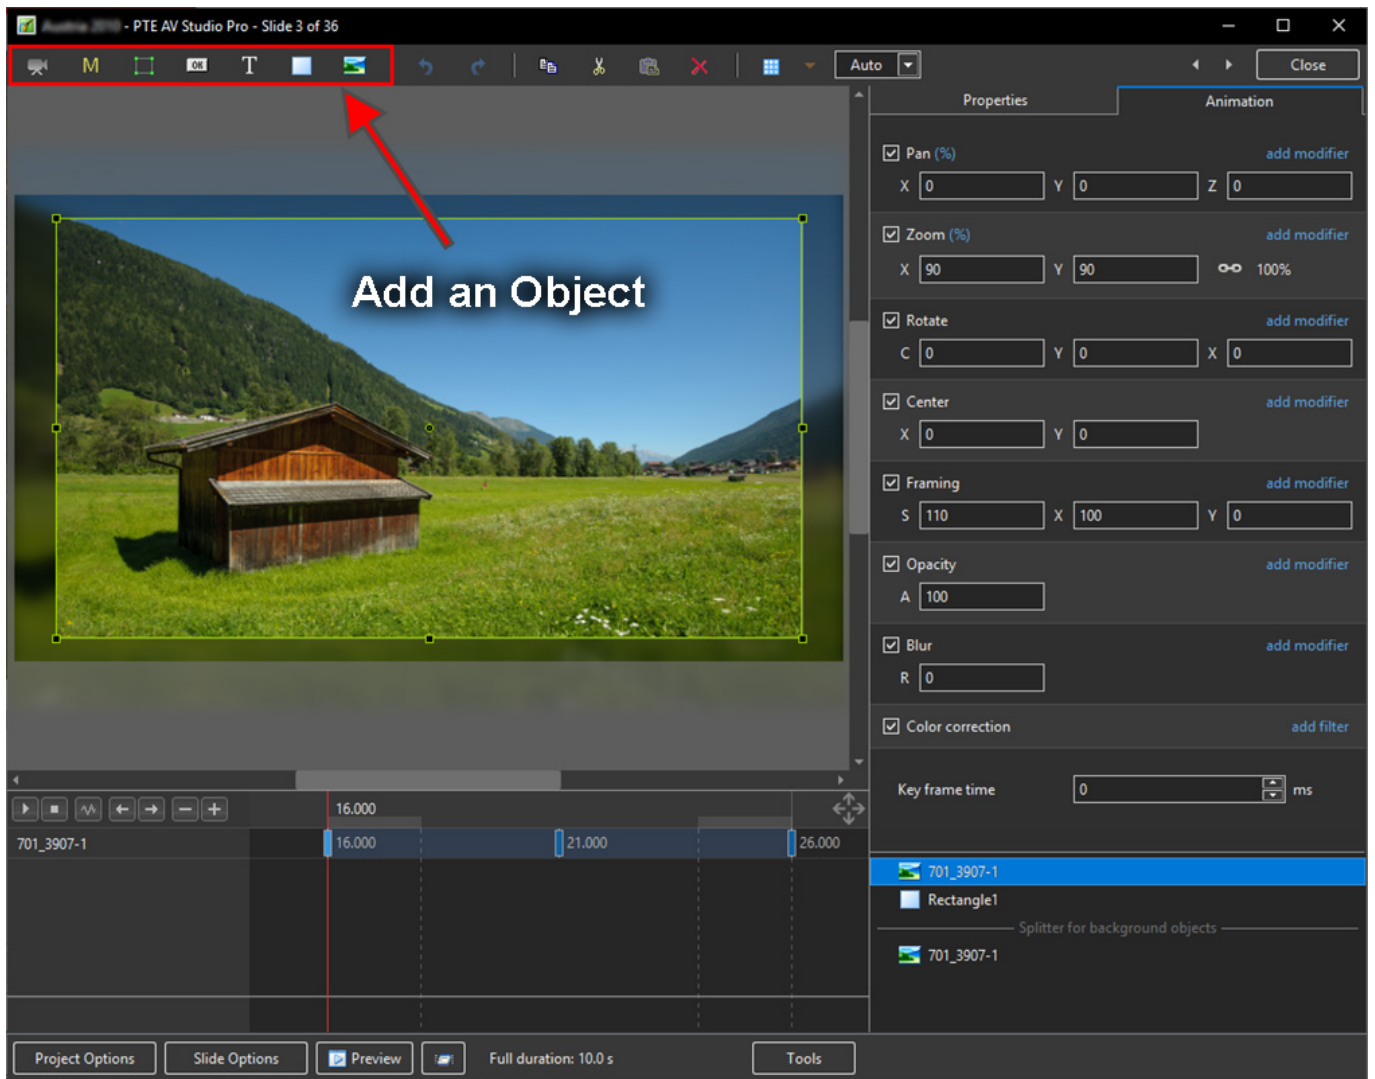 - PTE AV Studio Pro - Slide 3 of 36
M OK T Auto Close
Properties Animation
Pan (%) add modifier
X 0 Y 0 Z 0
Zoom (%) add modifier
X 90 Y 90 100%
Add an Object
Rotate add modifier
C 0 Y 0 X 0
Center add modifier
X 0 Y 0
Framing add modifier
S 110 X 100 Y 0
Opacity add modifier
A 100
Blur add modifier
R 0
Color correction add filter
Key frame time 0 ms
16.000
701_3907-1 16.000 21.000 26.000
701_3907-1
Rectangle1
Splitter for background objects
701_3907-1
Project Options Slide Options Preview Full duration: 10.0 s Tools